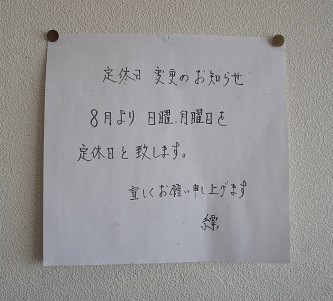 定休日 変更のお知らせ
8月より 日曜.月曜日を
定休日と致します。
宜しくお願い申し上げます
縹